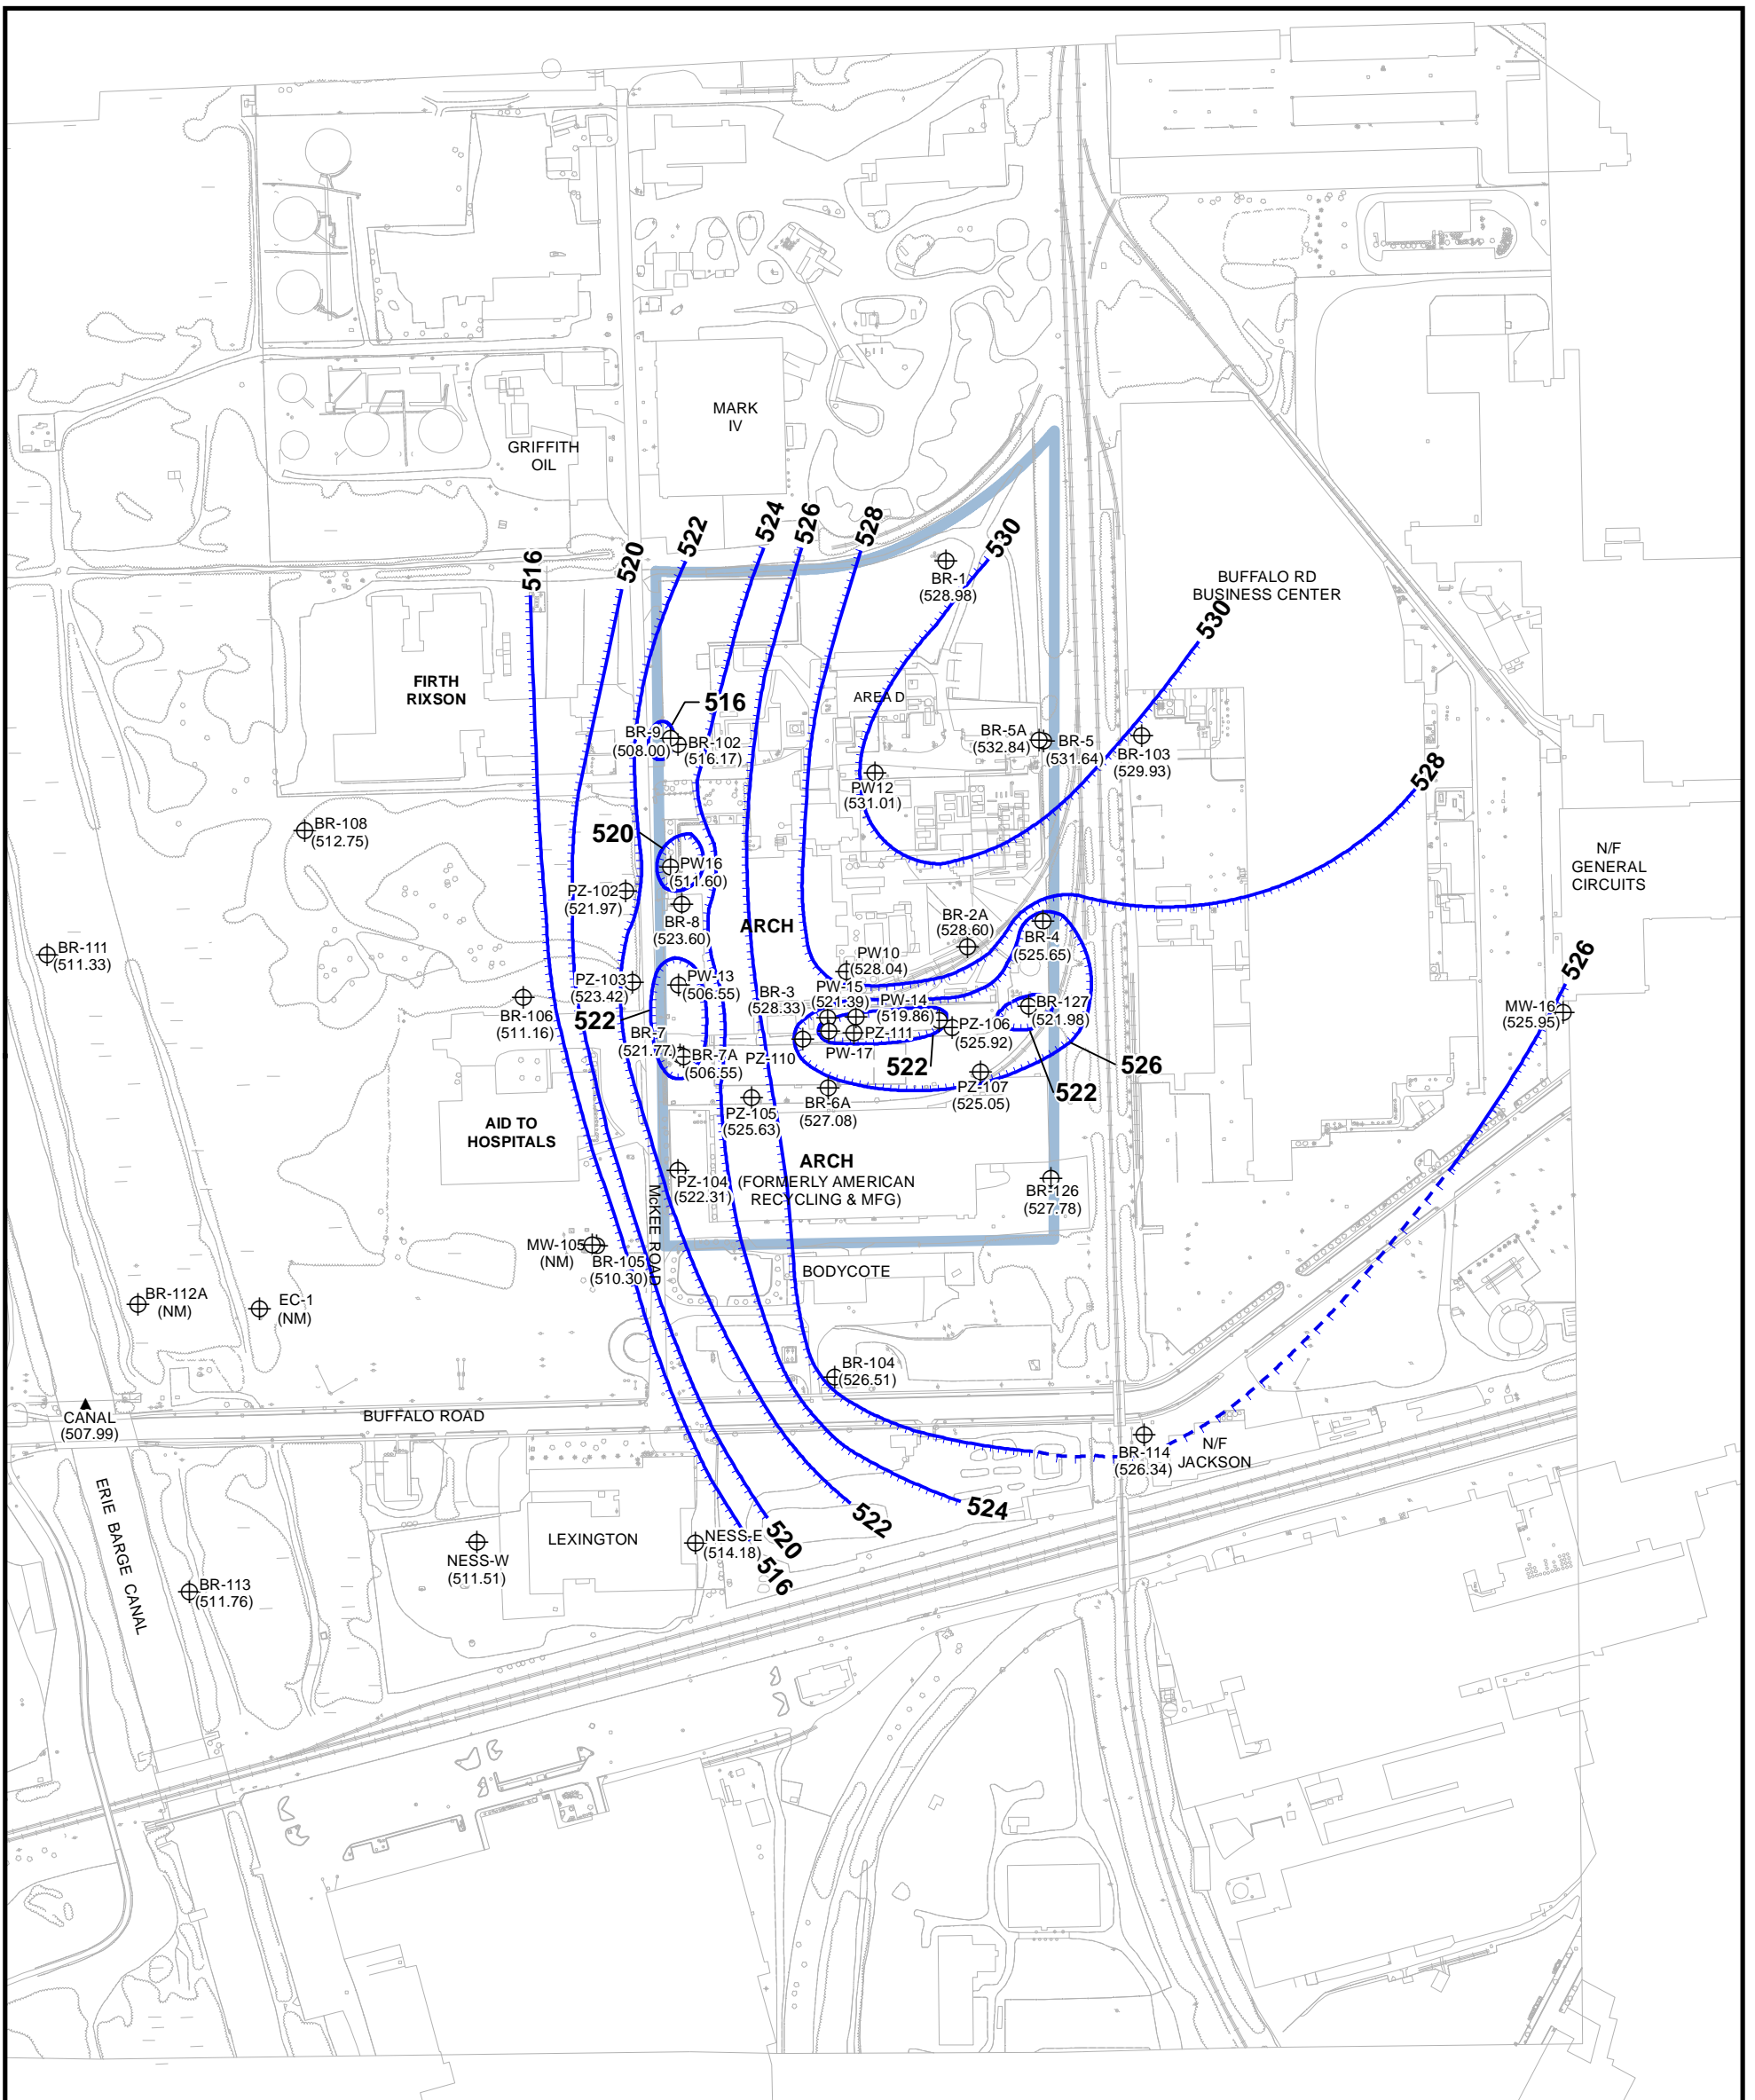 MARK
IV
GRIFFITH
OIL
516
520
522
524
526
528
530
BR-1
(528.98)
BUFFALO RD
BUSINESS CENTER
530
FIRTH
RIXSON
516
AREA D
BR-9
(508.00)
BR-102
(516.17)
BR-5A
(532.84)
BR-5
(531.64)
BR-103
(529.93)
PW12
(531.01)
528
BR-108
(512.75)
520
PW16
(511.60)
N/F
GENERAL
CIRCUITS
PZ-102
(521.97)
BR-8
(523.60)
ARCH
BR-2A
(528.60)
BR-4
(525.65)
BR-111
(511.33)
526
PW10
(528.04)
PZ-103
(523.42)
PW-13
(506.55)
BR-3
(528.33)
PW-15
(521.39)
PW-14
(519.86)
BR-127
(521.98)
MW-16
(525.95)
BR-106
(511.16)
522
PZ-106
(525.92)
BR-7
(521.77)
PZ-111
BR-7A
(506.55)
PZ-110
PW-17
522
526
PZ-107
(525.05)
522
BR-6A
(527.08)
PZ-105
(525.63)
AID TO
HOSPITALS
ARCH
(FORMERLY AMERICAN
RECYCLING & MFG)
PZ-104
(522.31)
BR-126
(527.78)
McKEE ROAD
MW-105
(NM)
BR-105
(510.30)
BODYCOTE
BR-112A
(NM)
EC-1
(NM)
BR-104
(526.51)
CANAL
(507.99)
BUFFALO ROAD
BR-114
(526.34)
N/F
JACKSON
ERIE BARGE CANAL
524
522
520
516
LEXINGTON
NESS-E
(514.18)
NESS-W
(511.51)
BR-113
(511.76)